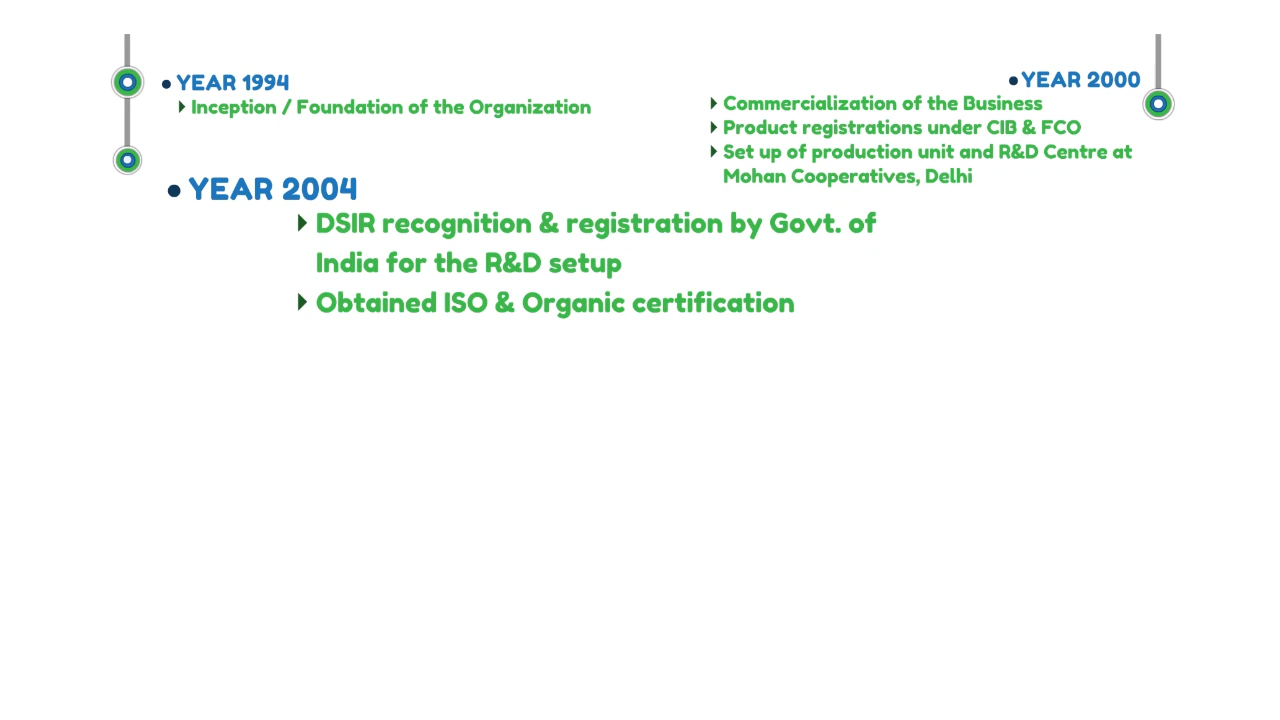 YEAR 1994
Inception / Foundation of the Organization
YEAR 2000
Commercialization of the Business
Product registrations under CIB & FCO
Set up of production unit and R&D Centre at
Mohan Cooperatives, Delhi
YEAR 2004
DSIR recognition & registration by Govt. of
India for the R&D setup
Obtained ISO & Organic certification